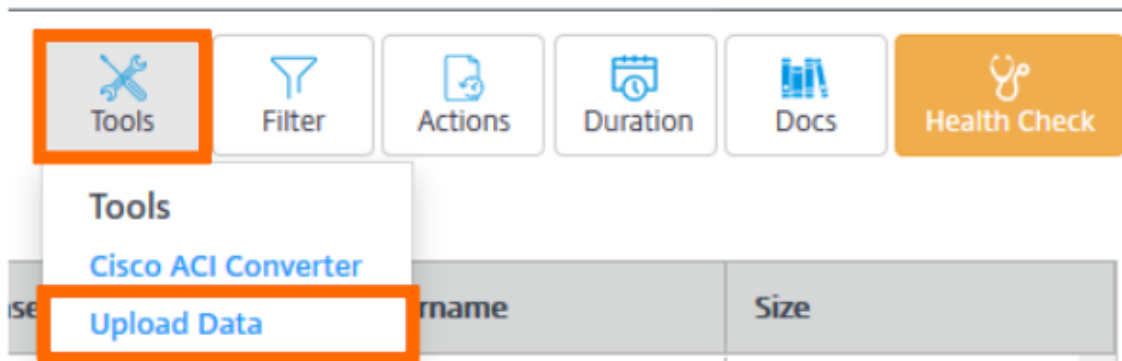 Tools Filter Actions Duration Docs Health Check
Tools
Cisco ACI Converter
Size
Upload Data